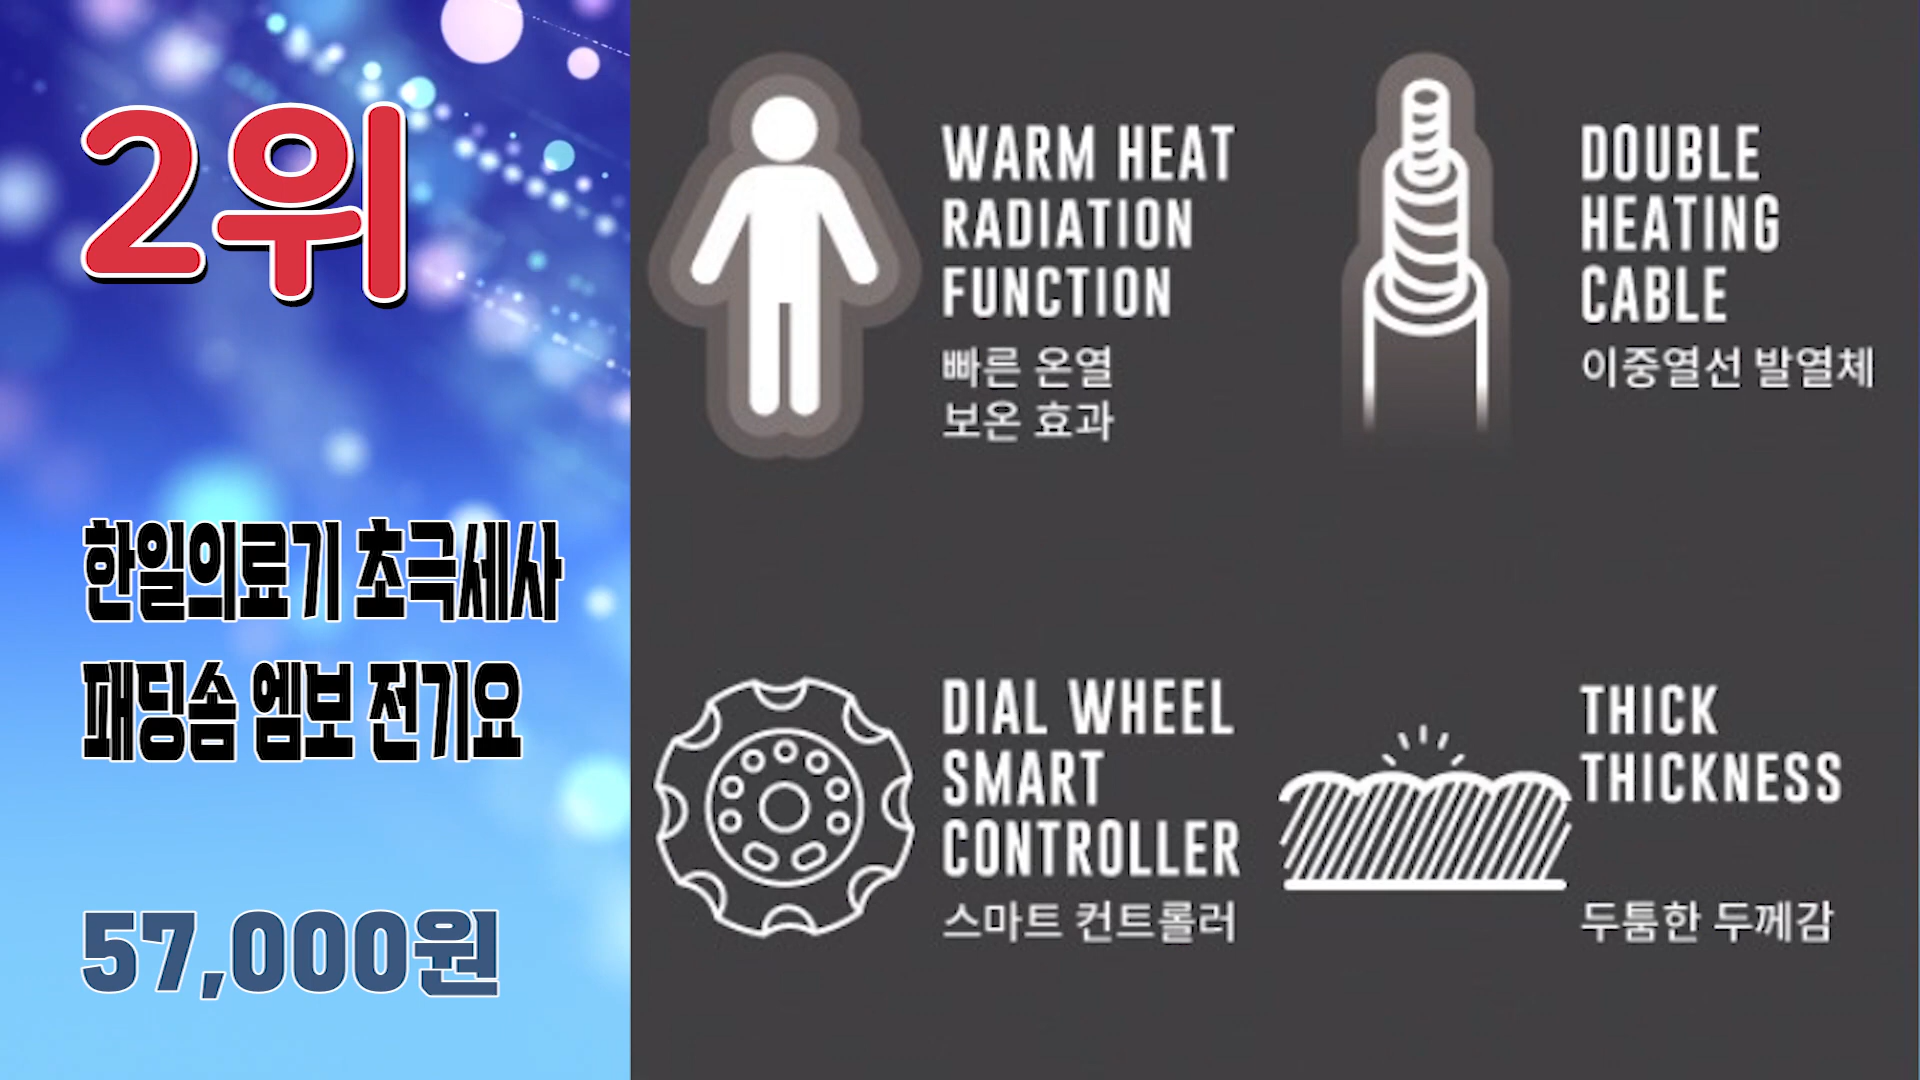 2위
한일의료기 초극세사
패딩솜 엠보 전기요
57,000원
WARM HEAT
RADIATION
FUNCTION
빠른 온열
보온 효과
DOUBLE
HEATING
CABLE
이중열선 발열체
DIAL WHEEL
SMART
CONTROLLER
스마트 컨트롤러
THICK
THICKNESS
두툼한 두께감